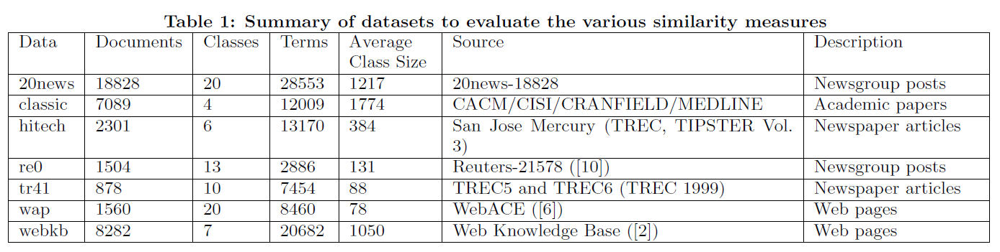 Table 1: Summary of datasets to evaluate the various similarity measures
Data Documents Classes Terms Average Class Size Source Description
20news 18828 20 28553 1217 20news-18828 Newsgroup posts
classic 7089 4 12009 1774 CACM/CISI/CRANFIELD/MEDLINE Academic papers
hitech 2301 6 13170 384 San Jose Mercury (TREC, TIPSTER Vol. 3) Newspaper articles
re0 1504 13 2886 131 Reuters-21578 ([10]) Newsgroup posts
tr41 878 10 7454 88 TREC5 and TREC6 (TREC 1999) Newspaper articles
wap 1560 20 8460 78 WebACE ([6]) Web pages
webkb 8282 7 20682 1050 Web Knowledge Base ([2]) Web pages